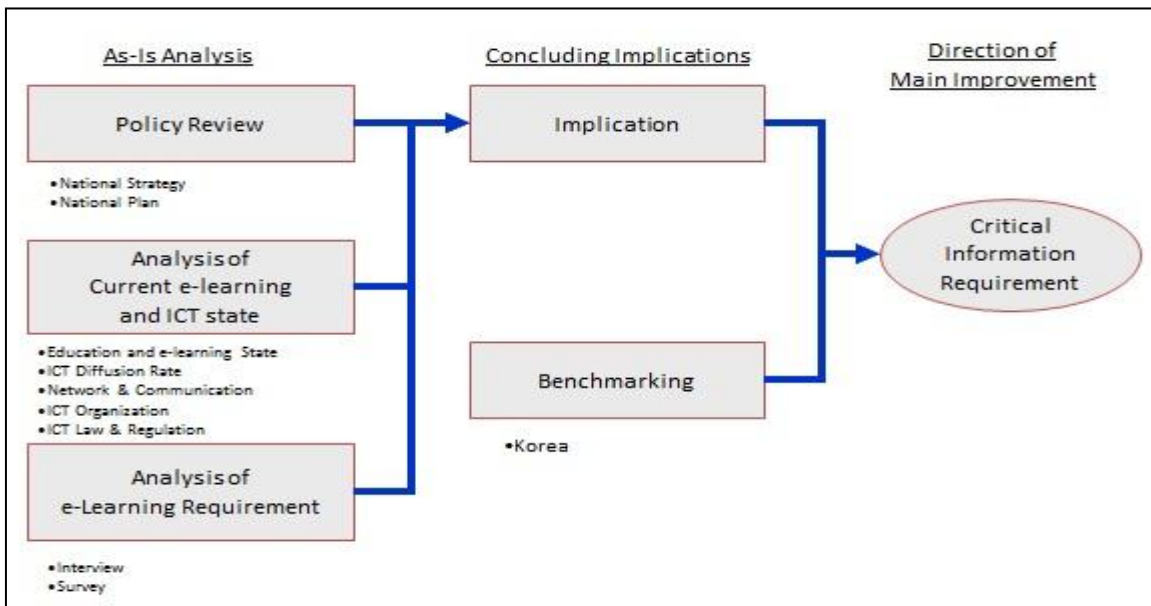 As-Is Analysis
Policy Review
•National Strategy
•National Plan
Analysis of
Current e-learning
and ICT state
•Education and e-learning State
•ICT Diffusion Rate
•Network & Communication
•ICT Organization
•ICT Law & Regulation
Analysis of
e-Learning Requirement
•Interview
•Survey
Concluding Implications
Implication
Benchmarking
•Korea
Direction of
Main Improvement
Critical
Information
Requirement